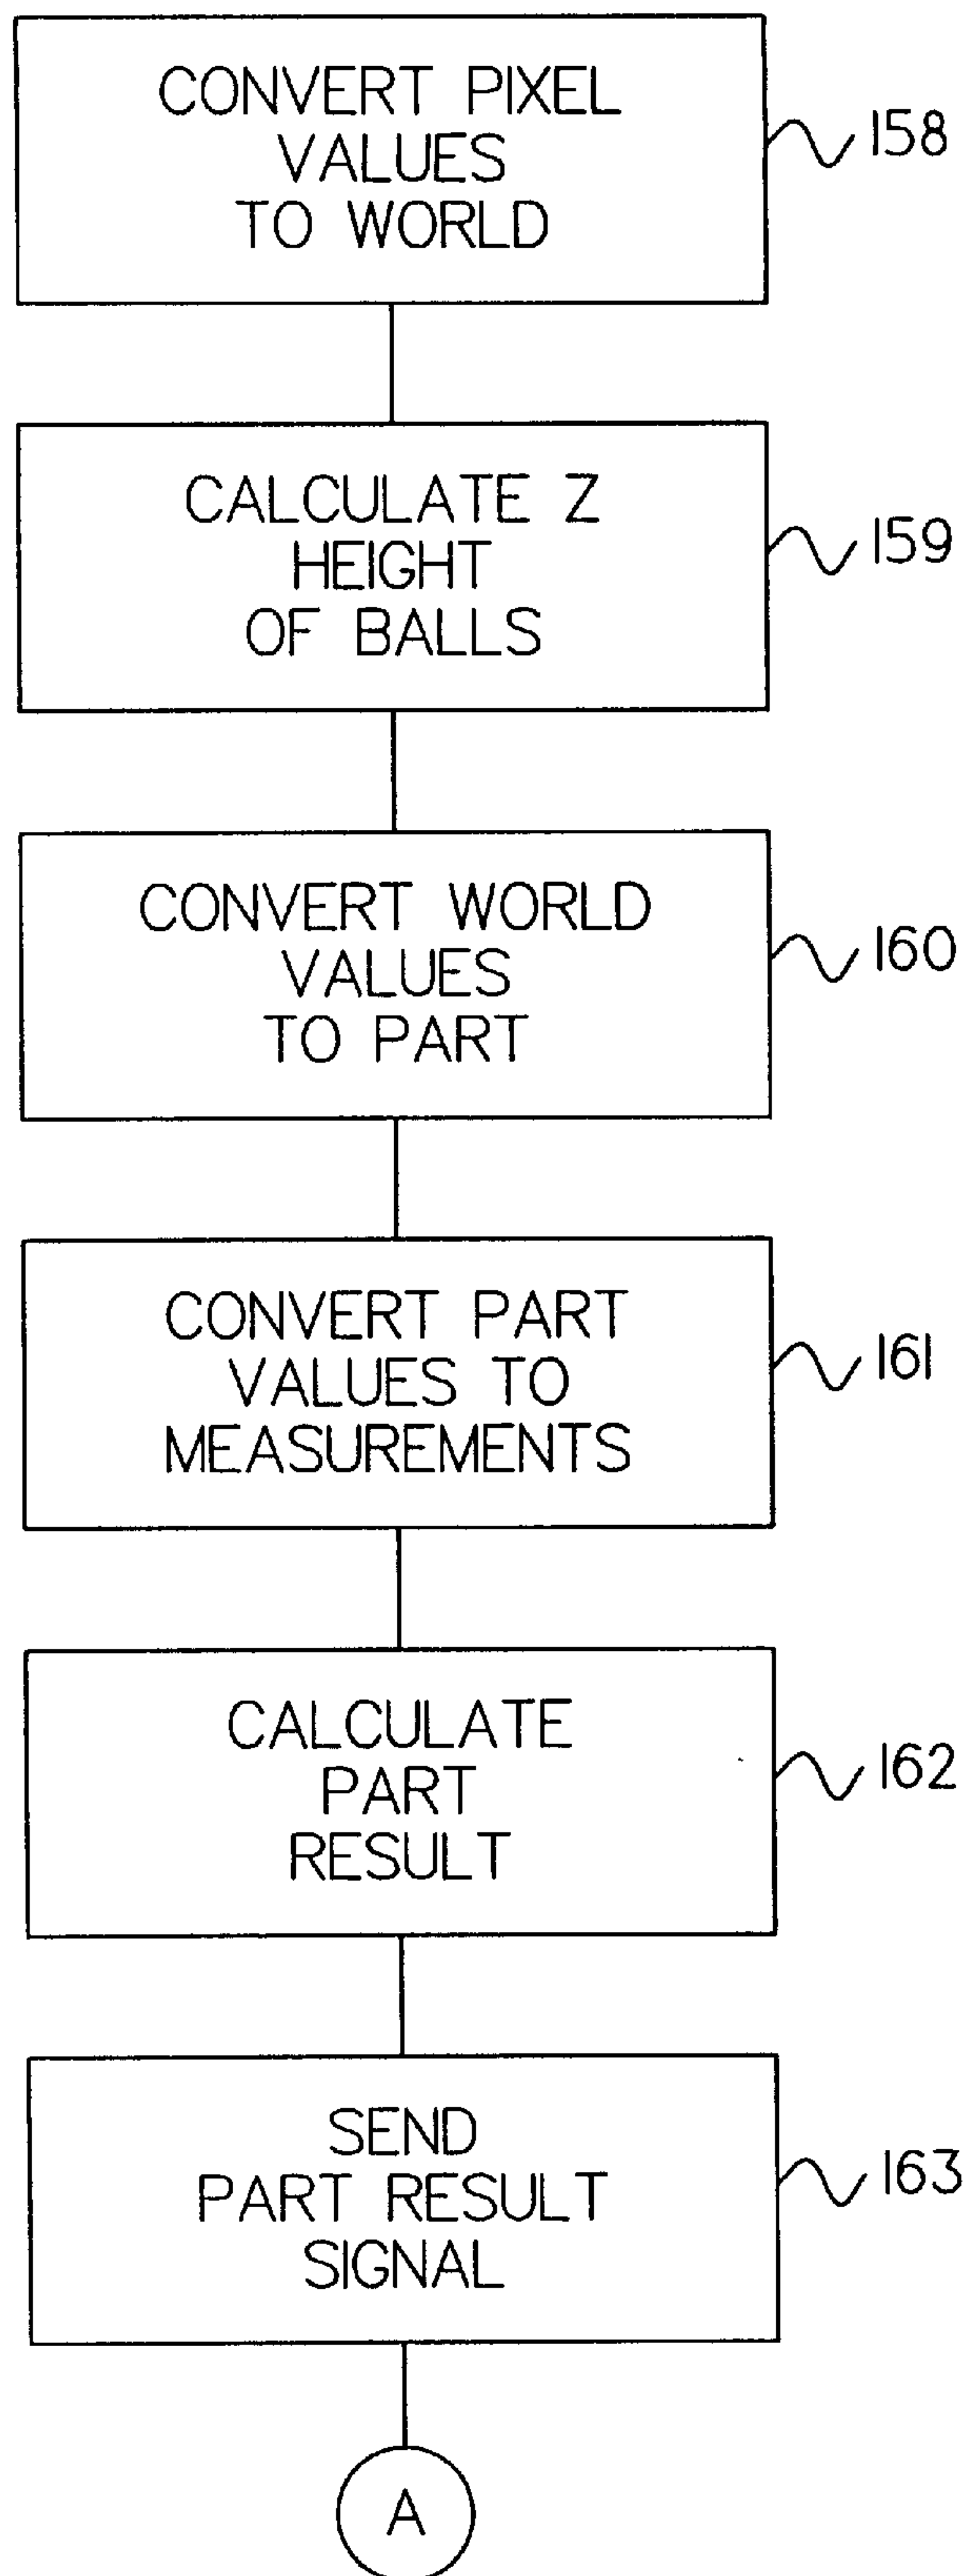 CONVERT PIXEL
VALUES
TO WORLD
158
CALCULATE Z
HEIGHT
OF BALLS
159
CONVERT WORLD
VALUES
TO PART
160
CONVERT PART
VALUES TO
MEASUREMENTS
161
CALCULATE
PART
RESULT
162
SEND
PART RESULT
SIGNAL
163
A